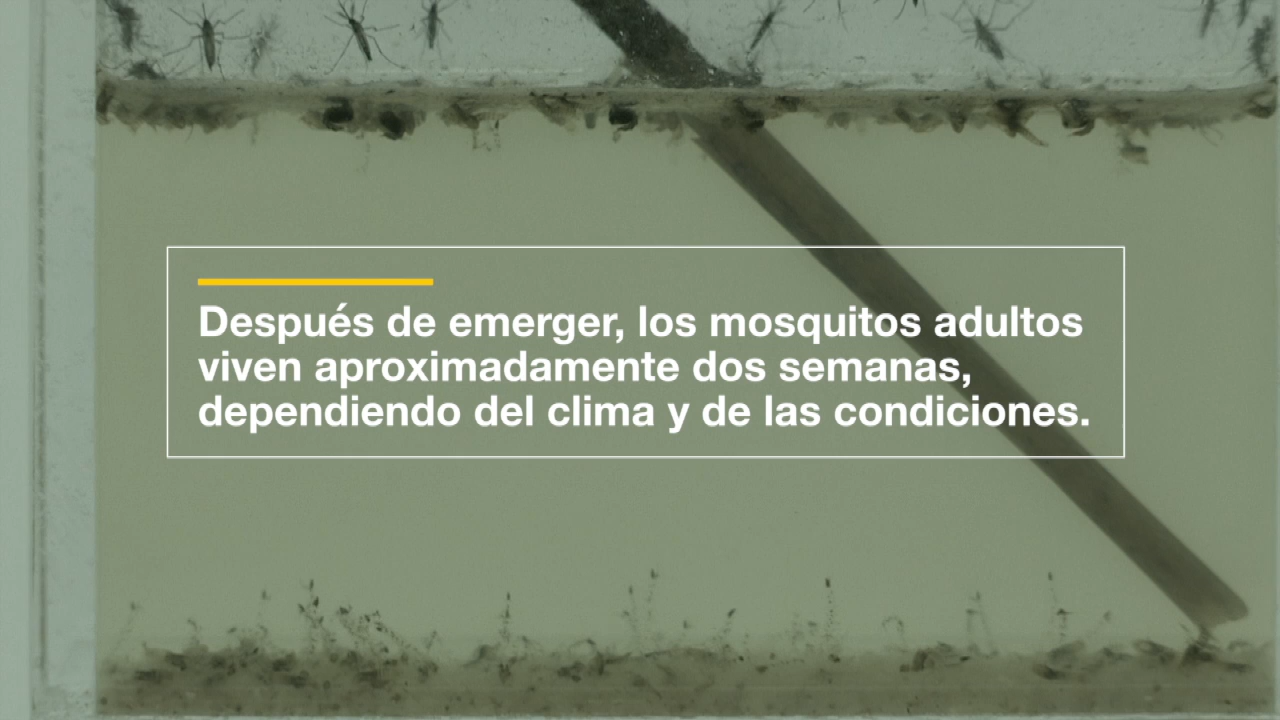 Después de emerger, los mosquitos adultos
viven aproximadamente dos semanas,
dependiendo del clima y de las condiciones.